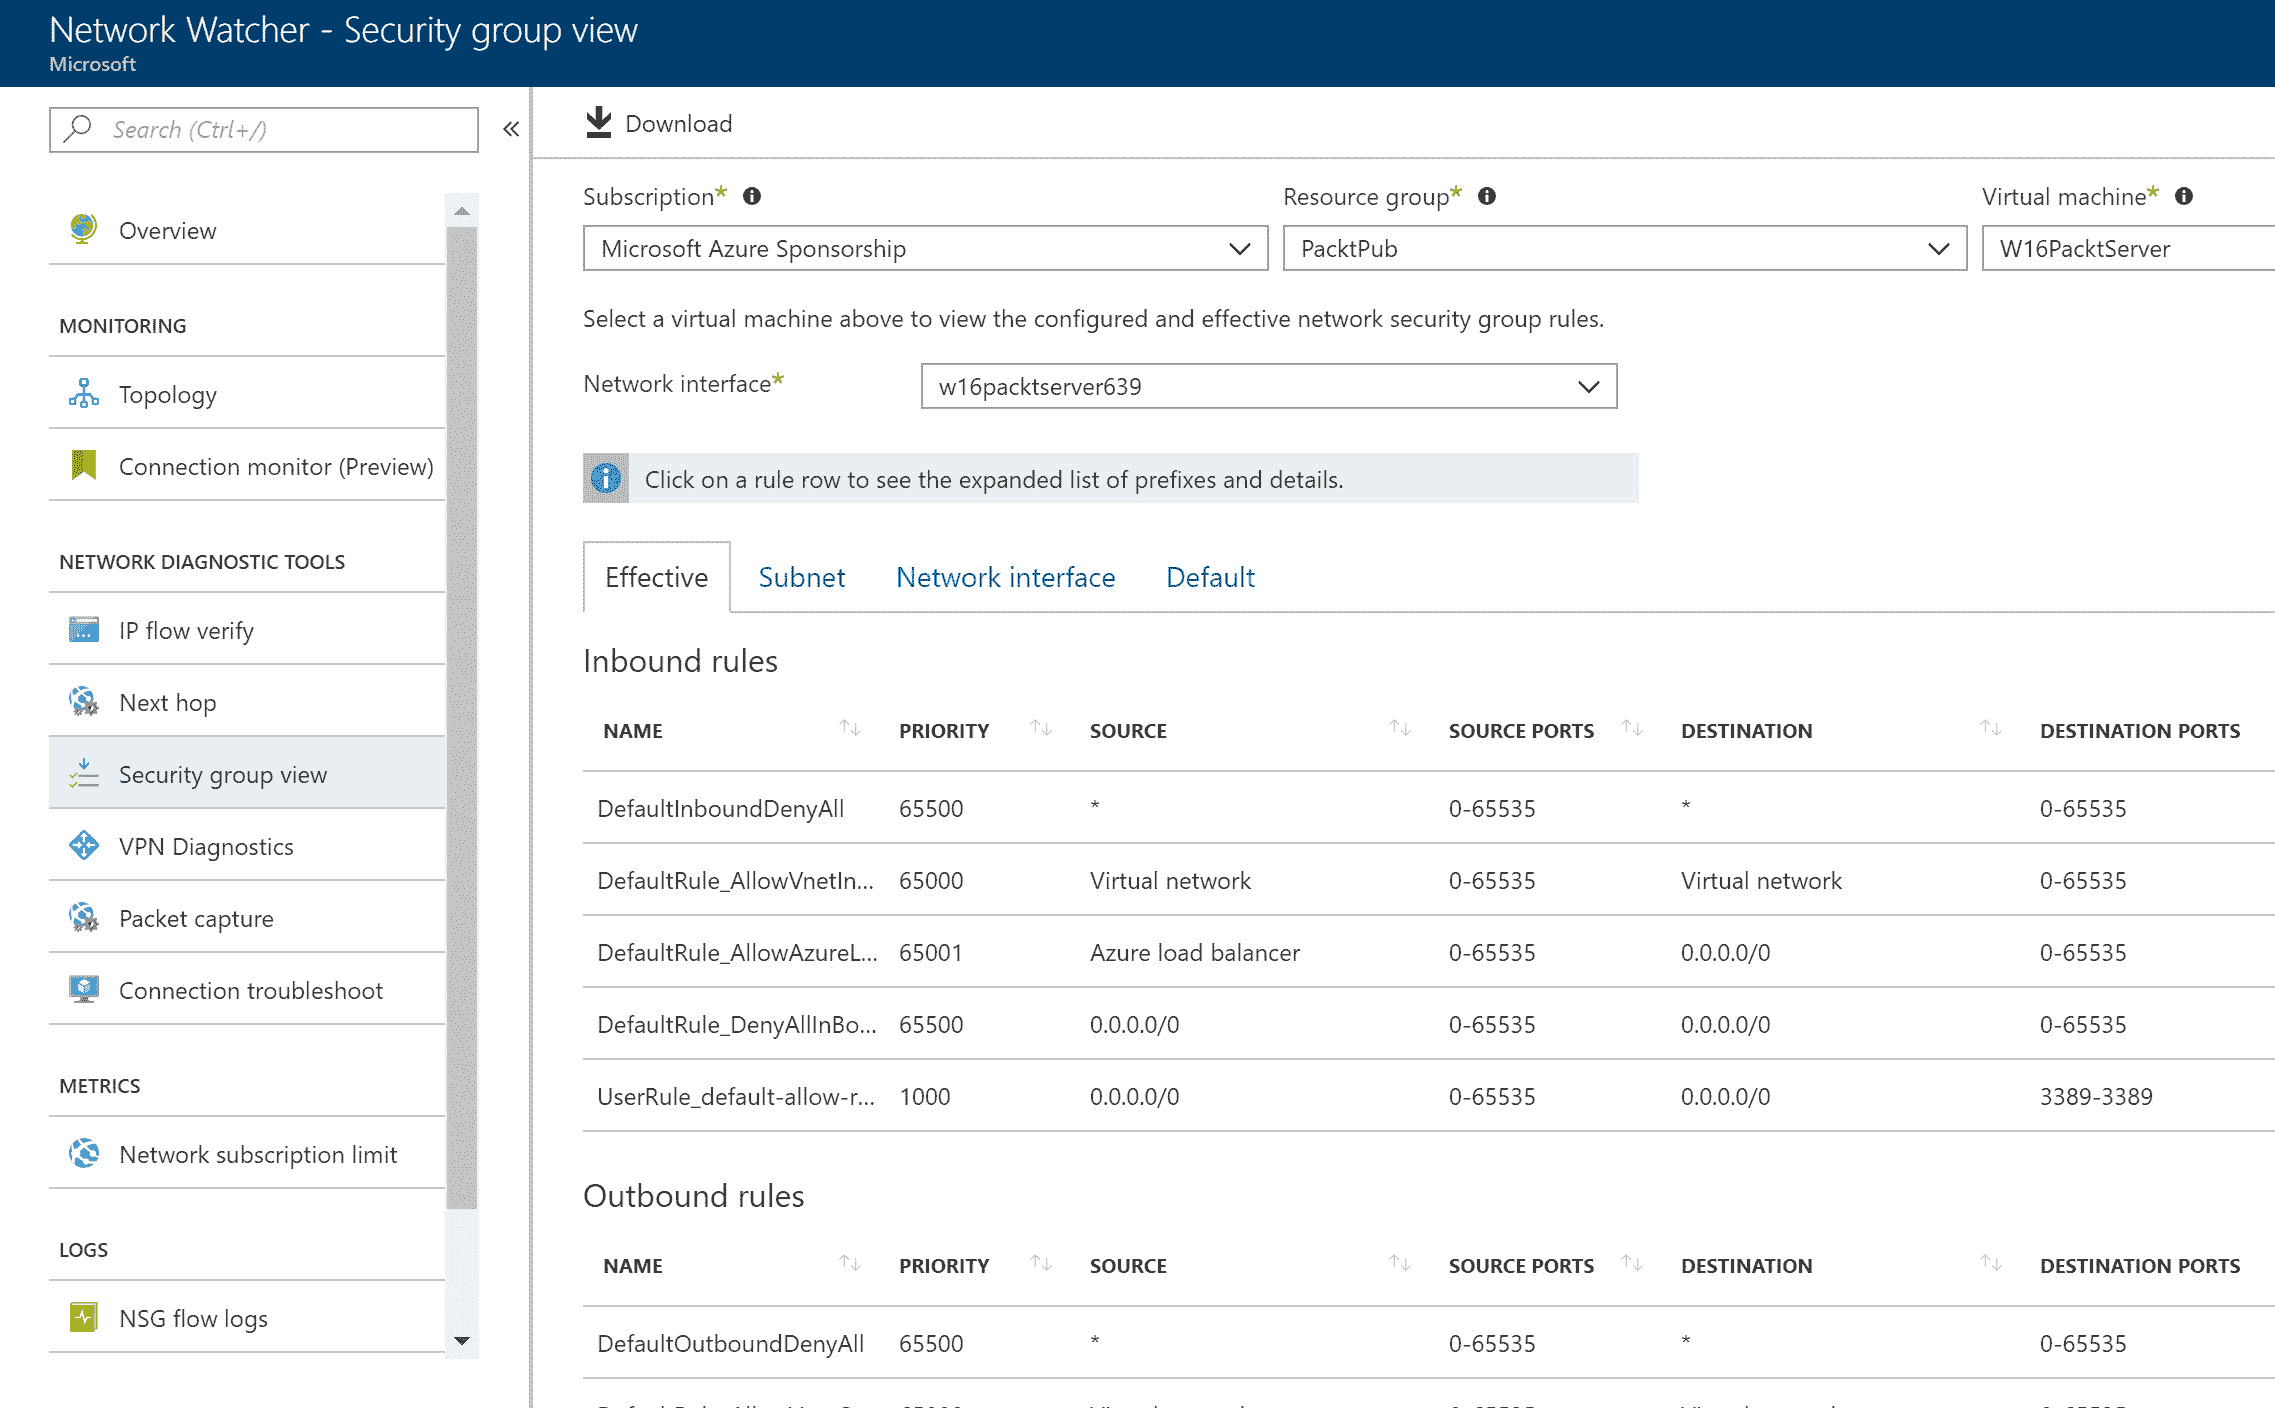 Network Watcher - Security group view
Microsoft
Search (Ctrl+/)
Overview
MONITORING
Topology
Connection monitor (Preview)
NETWORK DIAGNOSTIC TOOLS
IP flow verify
Next hop
Security group view
VPN Diagnostics
Packet capture
Connection troubleshoot
METRICS
Network subscription limit
LOGS
NSG flow logs
Download
Subscription* Resource group* Virtual machine*
Microsoft Azure Sponsorship PacktPub W16PacktServer
Select a virtual machine above to view the configured and effective network security group rules.
Network interface* w16packtserver639
Click on a rule row to see the expanded list of prefixes and details.
Effective Subnet Network interface Default
Inbound rules
NAME PRIORITY SOURCE SOURCE PORTS DESTINATION DESTINATION PORTS
DefaultInboundDenyAll 65500 * 0-65535 * 0-65535
DefaultRule_AllowVnetIn... 65000 Virtual network 0-65535 Virtual network 0-65535
DefaultRule_AllowAzureL... 65001 Azure load balancer 0-65535 0.0.0.0/0 0-65535
DefaultRule_DenyAllInBo... 65500 0.0.0.0/0 0-65535 0.0.0.0/0 0-65535
UserRule_default-allow-r... 1000 0.0.0.0/0 0-65535 0.0.0.0/0 3389-3389
Outbound rules
NAME PRIORITY SOURCE SOURCE PORTS DESTINATION DESTINATION PORTS
DefaultOutboundDenyAll 65500 * 0-65535 * 0-65535